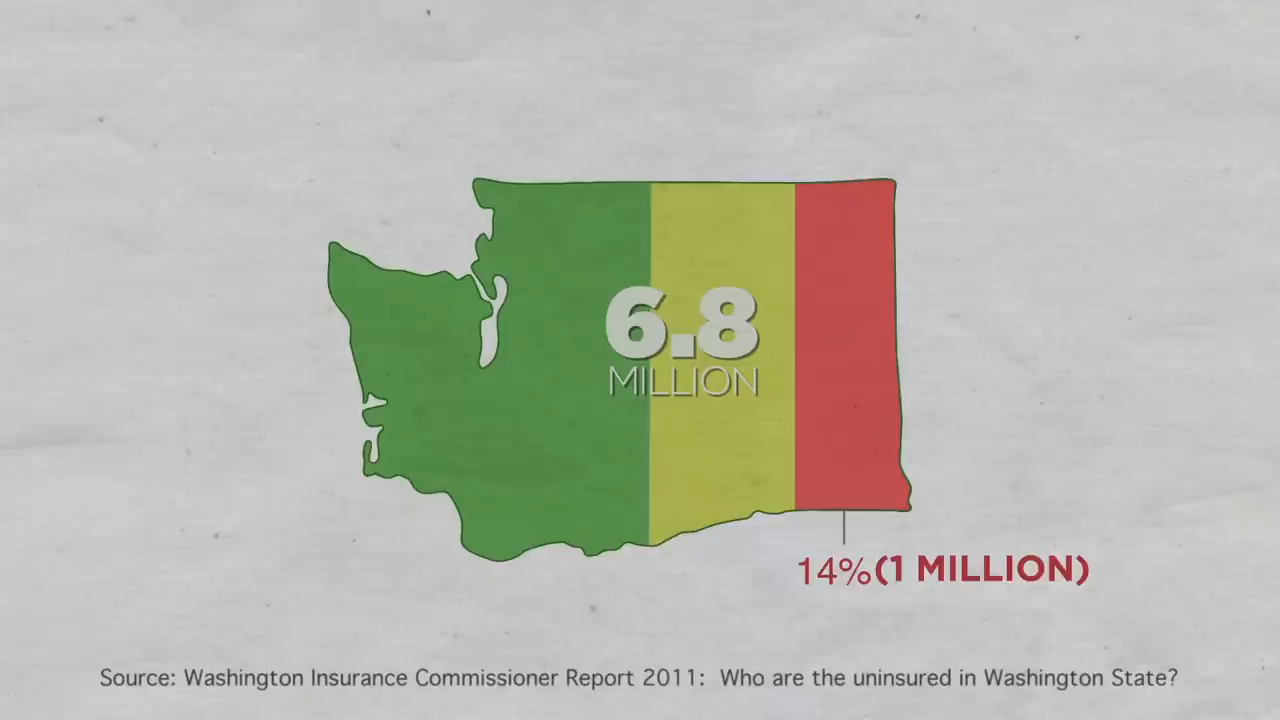 6.8
MILLION
14%(1 MILLION)
Source: Washington Insurance Commissioner Report 2011: Who are the uninsured in Washington State?